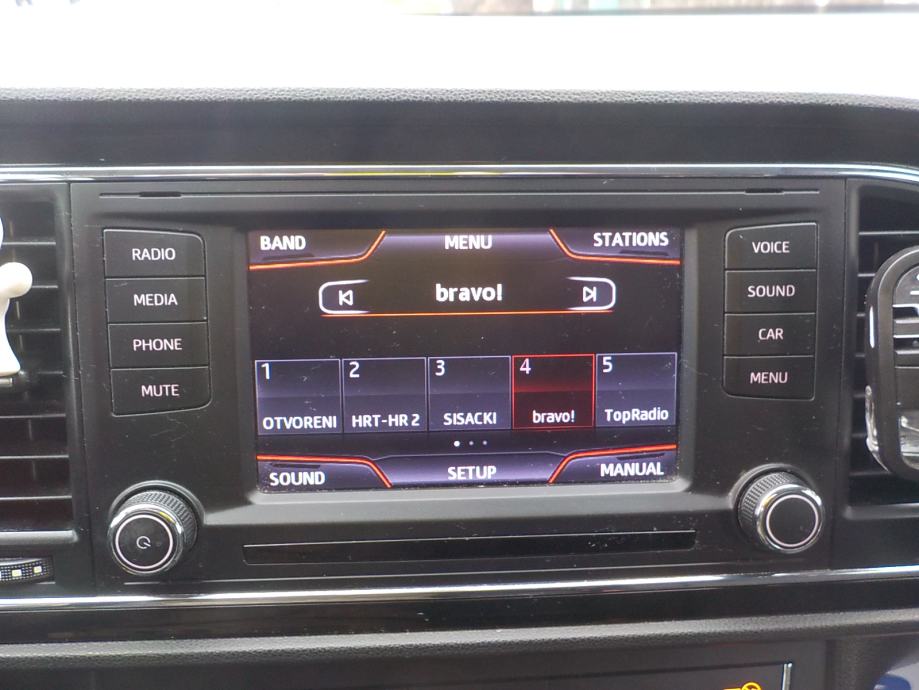 RADIO
MEDIA
PHONE
MUTE
BAND MENU STATIONS
bravo!
1 2 3 4 5
OTVORENI HRT-HR 2 SISACKI bravo! TopRadio
SOUND SETUP MANUAL
VOICE
SOUND
CAR
MENU